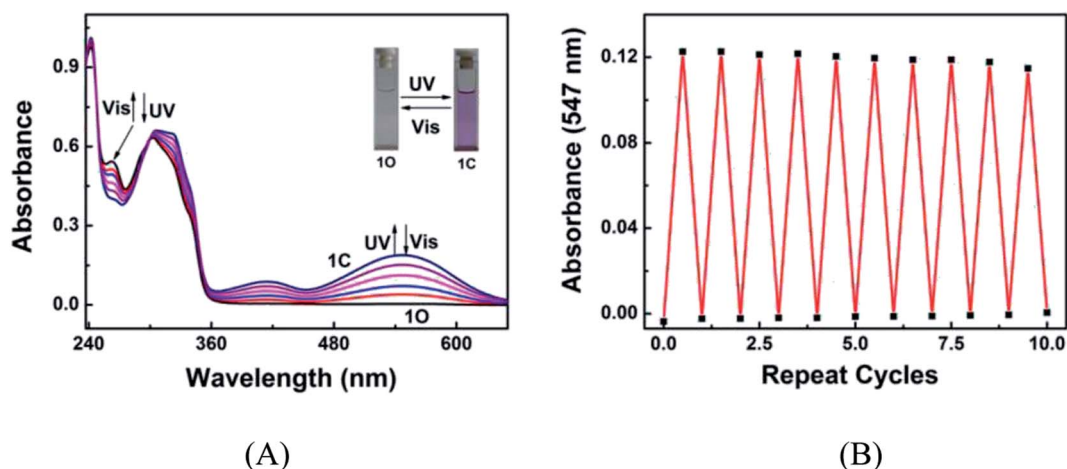 Absorbance
0.9
0.6
0.3
0.0
240 360 480 600
Wavelength (nm)
Vis UV
UV
Vis
1O 1C
UV Vis
1C
1O
(A)
Absorbance (547 nm)
0.12
0.08
0.04
0.00
0.0 2.5 5.0 7.5 10.0
Repeat Cycles
(B)